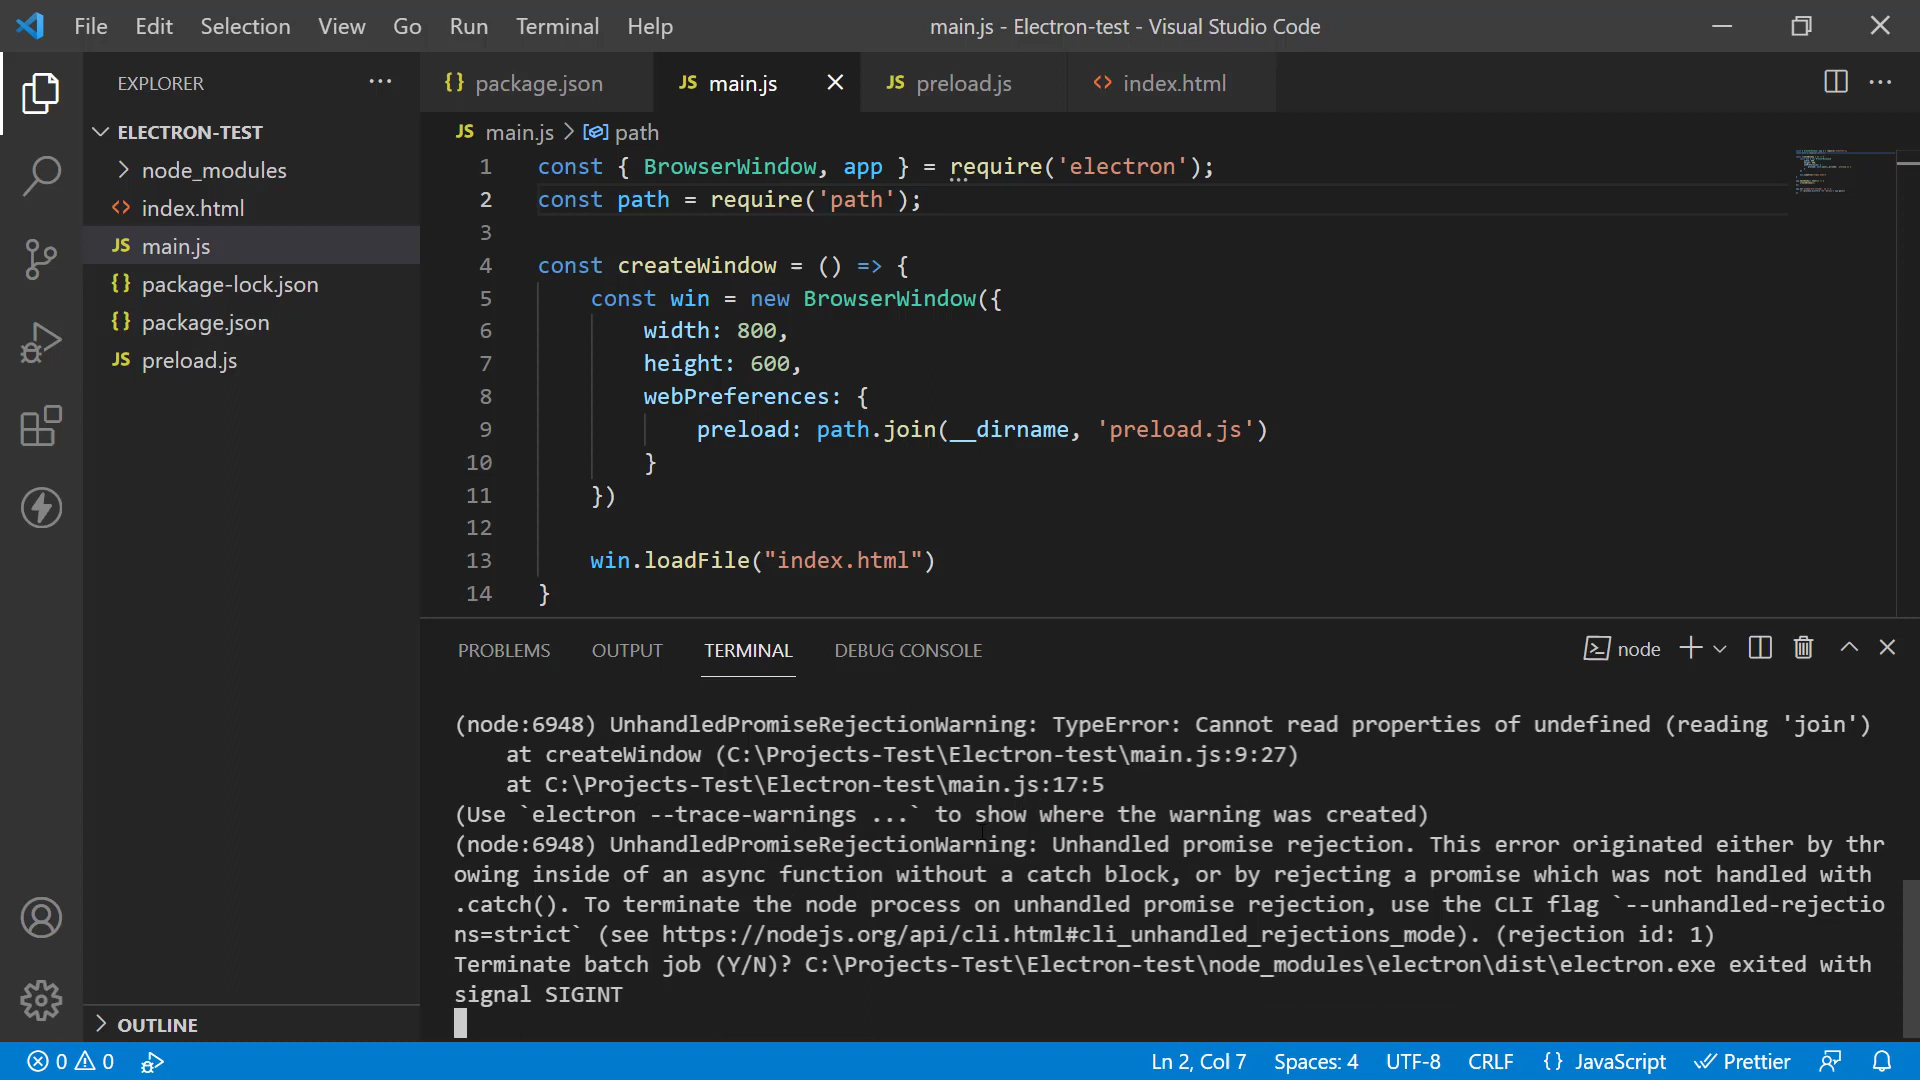 File Edit Selection View Go Run Terminal Help
main.js - Electron-test - Visual Studio Code
EXPLORER
ELECTRON-TEST
node_modules
index.html
main.js
package-lock.json
package.json
preload.js
OUTLINE
package.json
main.js
preload.js
index.html
main.js > path
1 const { BrowserWindow, app } = require('electron');
2 const path = require('path');
3
4 const createWindow = () => {
5 const win = new BrowserWindow({
6 width: 800,
7 height: 600,
8 webPreferences: {
9 preload: path.join(__dirname, 'preload.js')
10 }
11 })
12
13 win.loadFile("index.html")
14 }
PROBLEMS OUTPUT TERMINAL DEBUG CONSOLE
node
(node:6948) UnhandledPromiseRejectionWarning: TypeError: Cannot read properties of undefined (reading 'join')
at createWindow (C:\Projects-Test\Electron-test\main.js:9:27)
at C:\Projects-Test\Electron-test\main.js:17:5
(Use `electron --trace-warnings ...` to show where the warning was created)
(node:6948) UnhandledPromiseRejectionWarning: Unhandled promise rejection. This error originated either by thr
owing inside of an async function without a catch block, or by rejecting a promise which was not handled with
.catch(). To terminate the node process on unhandled promise rejection, use the CLI flag `--unhandled-rejectio
ns=strict` (see https://nodejs.org/api/cli.html#cli_unhandled_rejections_mode). (rejection id: 1)
Terminate batch job (Y/N)? C:\Projects-Test\Electron-test\node_modules\electron\dist\electron.exe exited with
signal SIGINT
0 0
Ln 2, Col 7 Spaces: 4 UTF-8 CRLF {} JavaScript Prettier